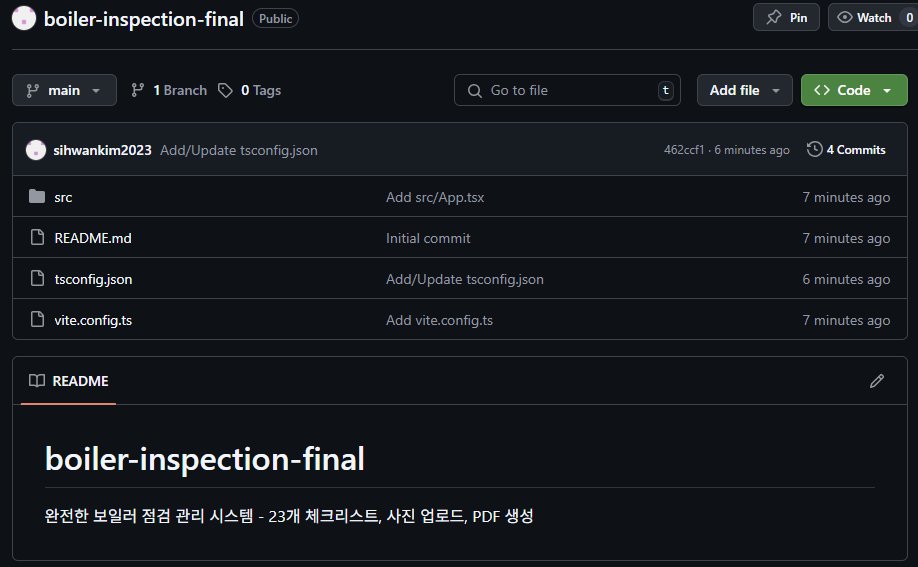 boiler-inspection-final Public Pin Watch 0
main 1 Branch 0 Tags Go to file t Add file Code
sihwankim2023 Add/Update tsconfig.json 462ccf1 · 6 minutes ago 4 Commits
src Add src/App.tsx 7 minutes ago
README.md Initial commit 7 minutes ago
tsconfig.json Add/Update tsconfig.json 6 minutes ago
vite.config.ts Add vite.config.ts 7 minutes ago
README
boiler-inspection-final
완전한 보일러 점검 관리 시스템 - 23개 체크리스트, 사진 업로드, PDF 생성